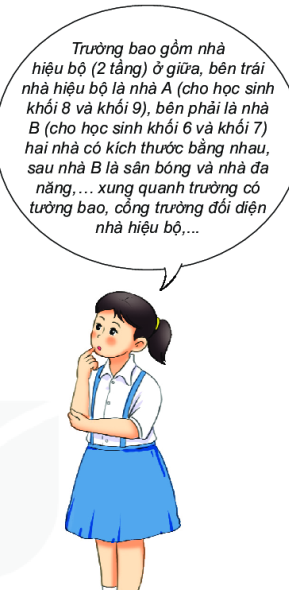 Trường bao gồm nhà
hiệu bộ (2 tầng) ở giữa, bên trái
nhà hiệu bộ là nhà A (cho học sinh
khối 8 và khối 9), bên phải là nhà
B (cho học sinh khối 6 và khối 7)
hai nhà có kích thước bằng nhau,
sau nhà B là sân bóng và nhà đa
năng,... xung quanh trường có
tường bao, cổng trường đối diện
nhà hiệu bộ,...